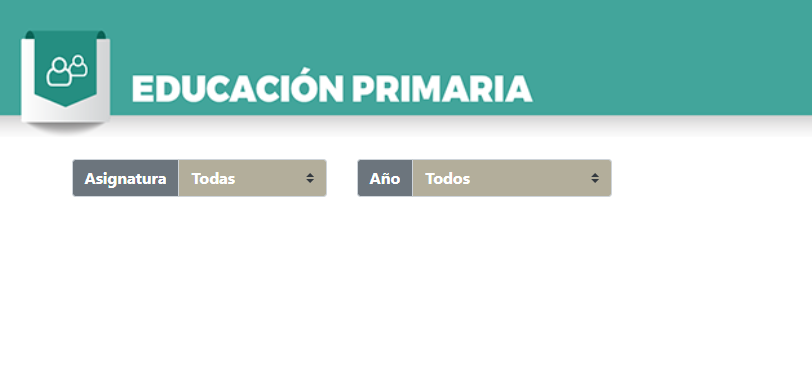 EDUCACIÓN PRIMARIA
Asignatura Todas Año Todos